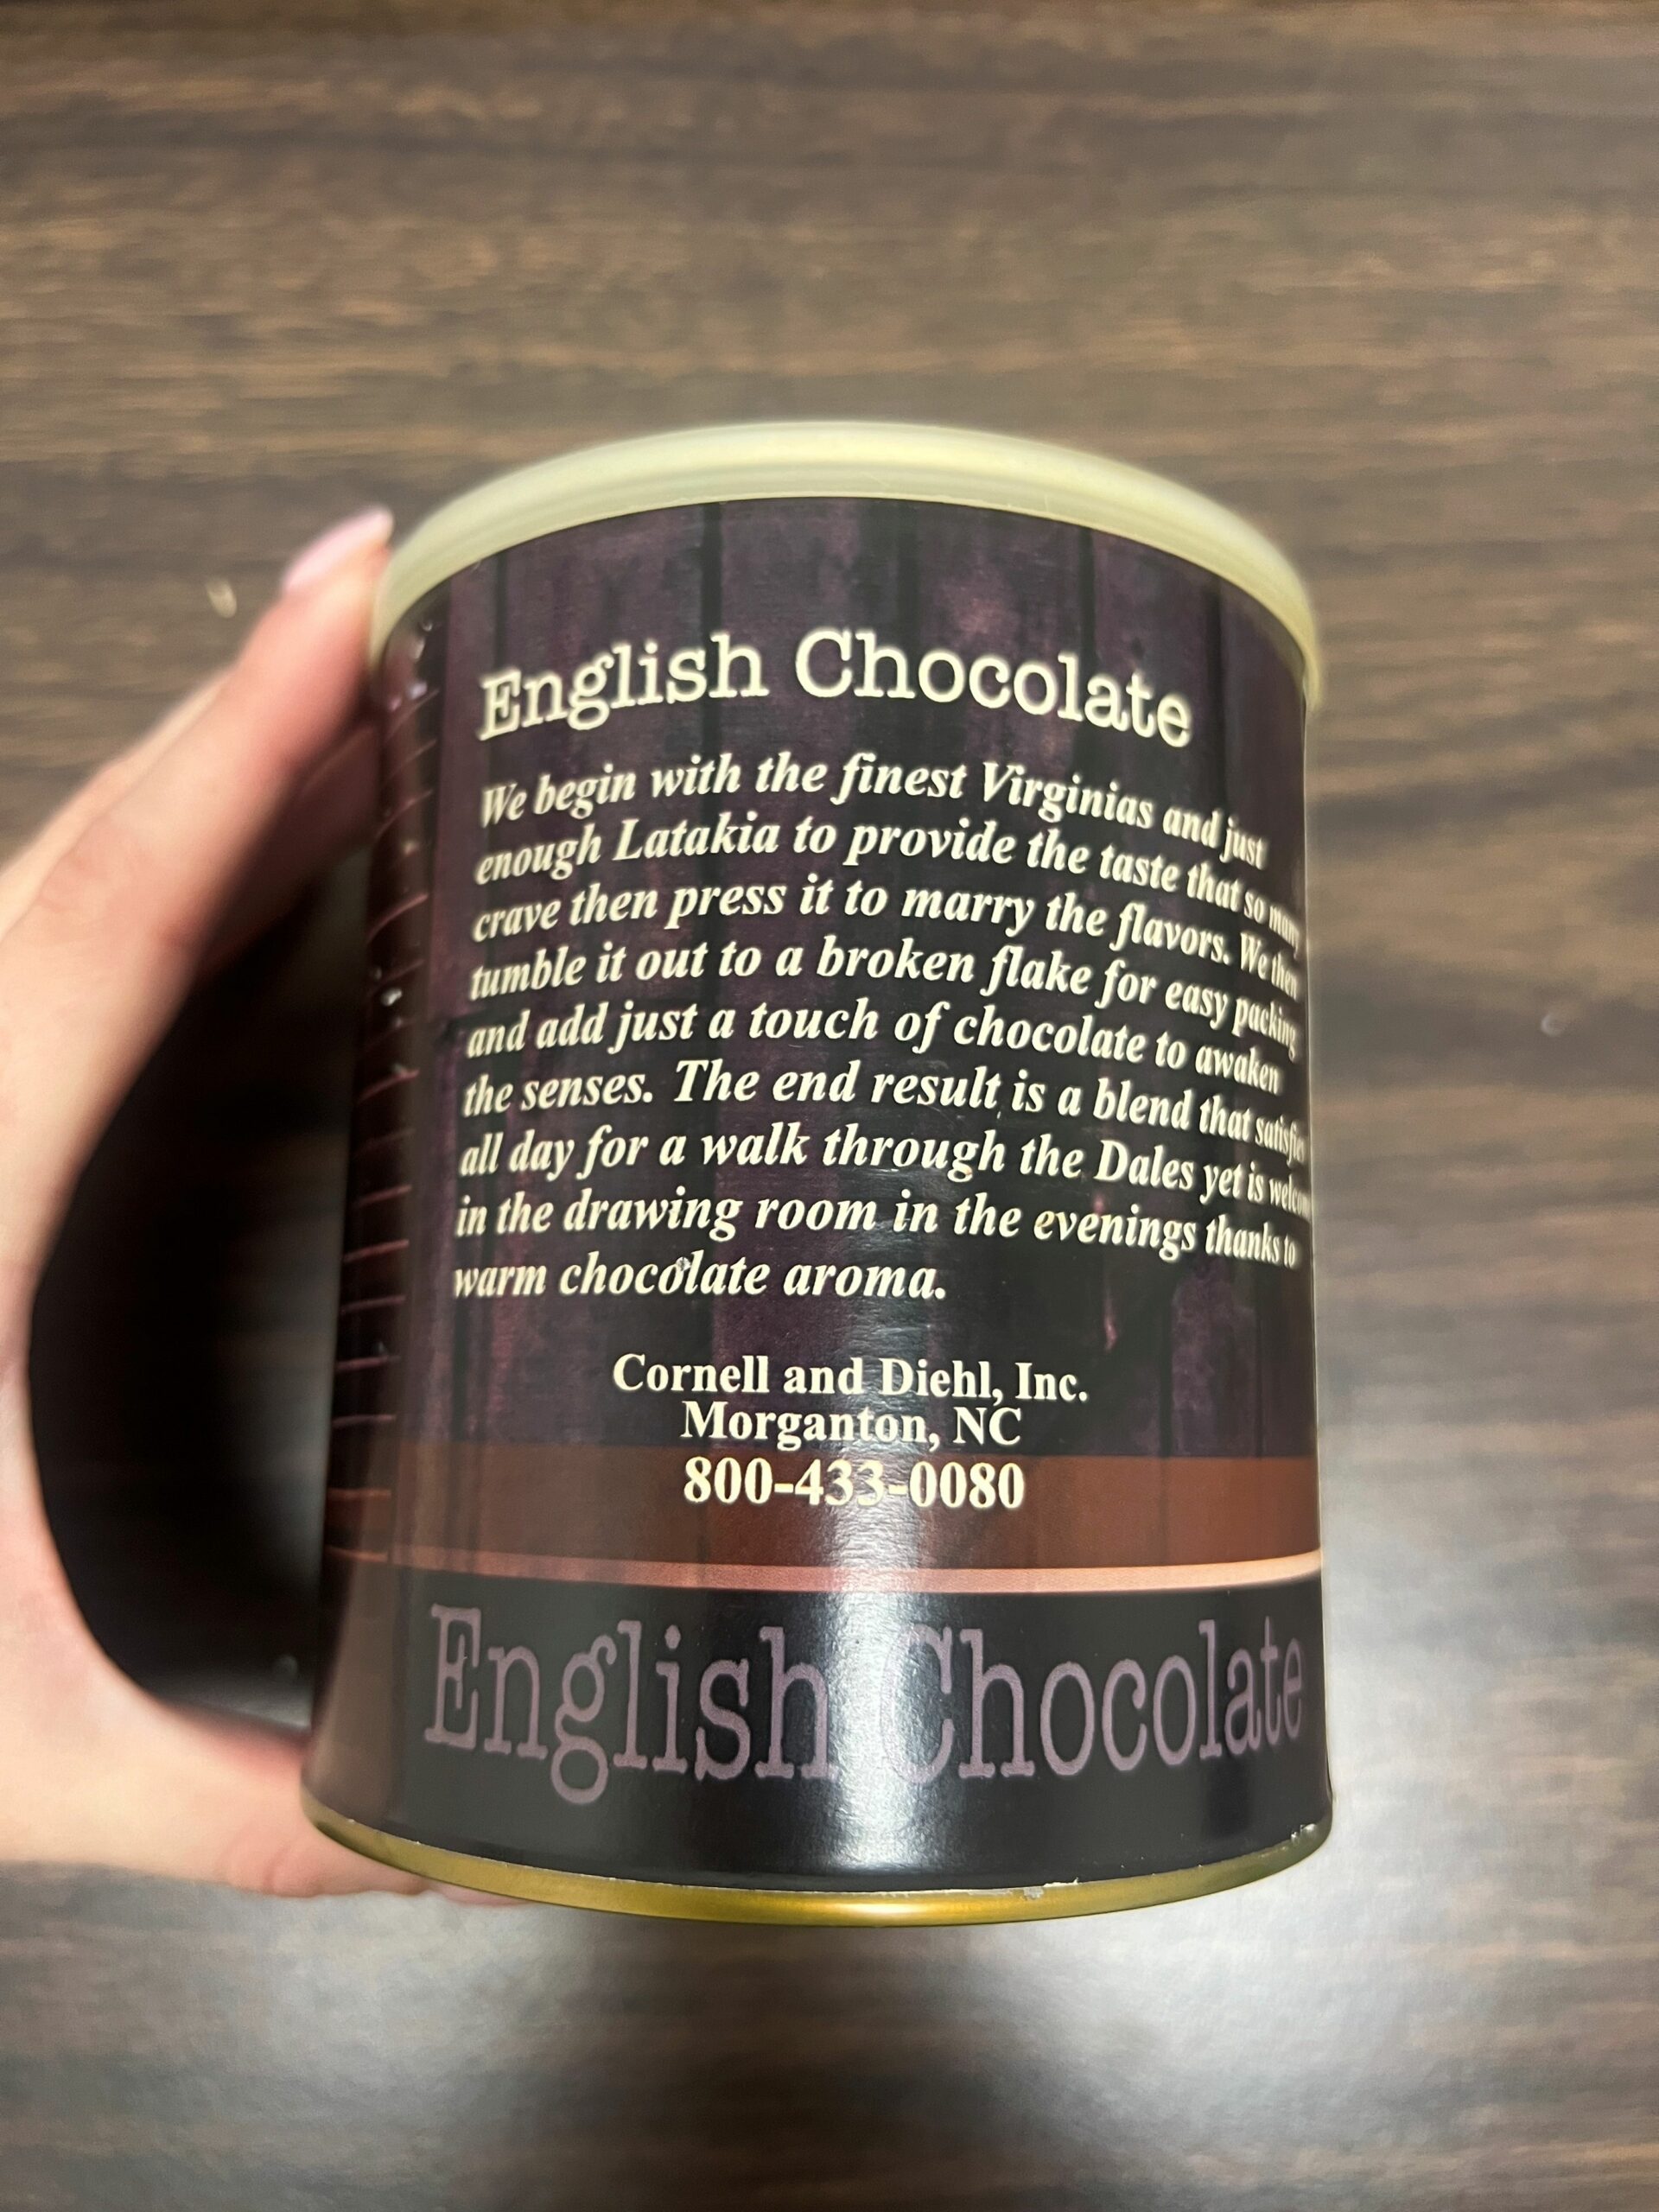 English Chocolate
We begin with the finest Virginias and just
enough Latakia to provide the taste that so many
crave then press it to marry the flavors. We then
tumble it out to a broken flake for easy packing
and add just a touch of chocolate to awaken
the senses. The end result is a blend that satisfies
all day for a walk through the Dales yet is
in the drawing room in the evenings thanks to
warm chocolate aroma.
Cornell and Diehl, Inc.
Morganton, NC
800-433-0080
English Chocolate